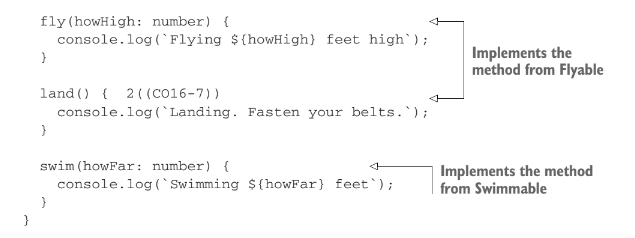 fly(howHigh: number) {
console.log(`Flying ${howHigh} feet high`);
}
Implements the
method from Flyable
land() {  2((CO16-7))
console.log(`Landing. Fasten your belts.`);
}
swim(howFar: number) {
console.log(`Swimming ${howFar} feet`);
}
Implements the method
from Swimmable
}